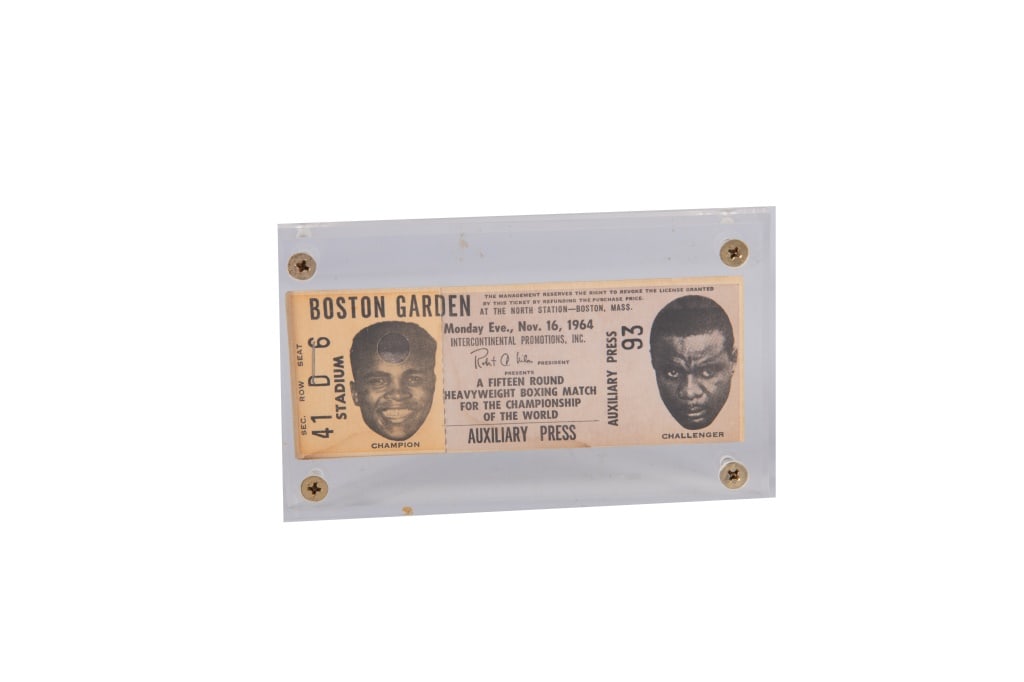 BOSTON GARDEN
THE MANAGEMENT RESERVES THE RIGHT TO REVOKE THE LICENSE GRANTED
BY THIS TICKET BY REFUNDING THE PURCHASE PRICE.
AT THE NORTH STATION—BOSTON, MASS.
SEC. ROW SEAT
41 D 6
STADIUM
CHAMPION
Monday Eve., Nov. 16, 1964
INTERCONTINENTAL PROMOTIONS, INC.
PRESIDENT
PRESENTS
A FIFTEEN ROUND
HEAVYWEIGHT BOXING MATCH
FOR THE CHAMPIONSHIP
OF THE WORLD
AUXILIARY PRESS
AUXILIARY PRESS
93
CHALLENGER